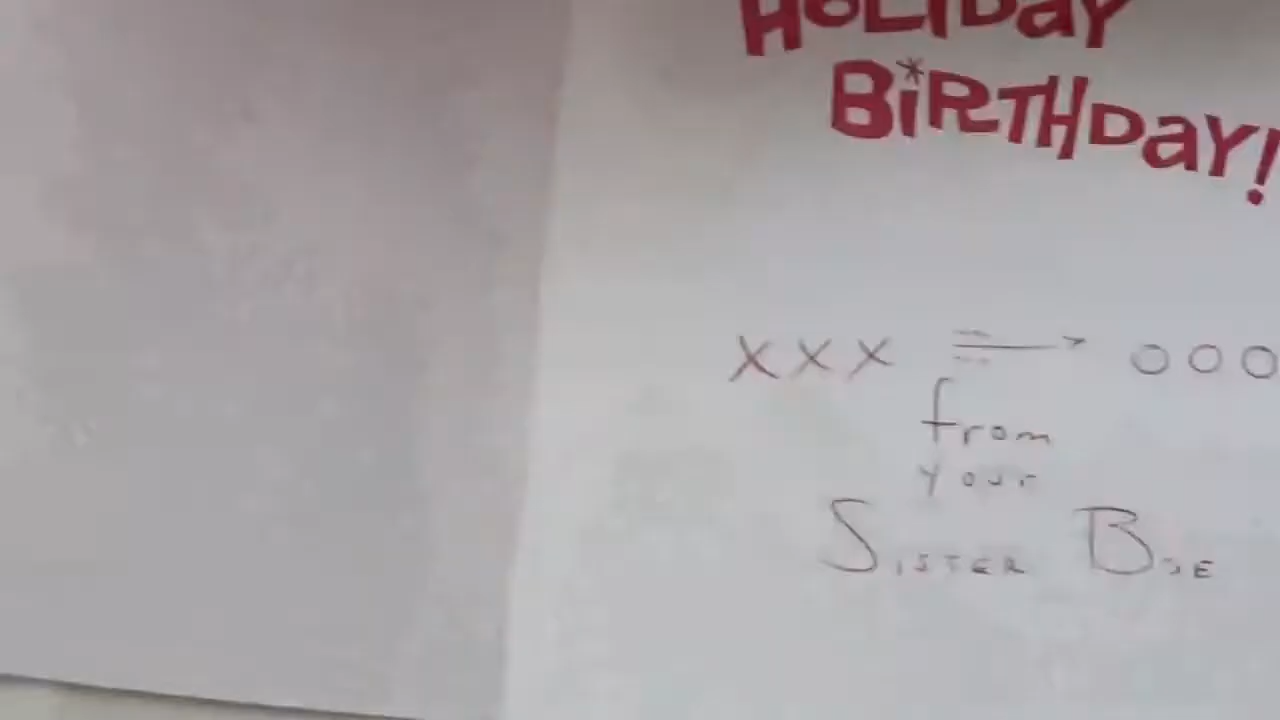 HOLIDAY
BIRTHDAY!
XXX → OOO
from
your
SISTER